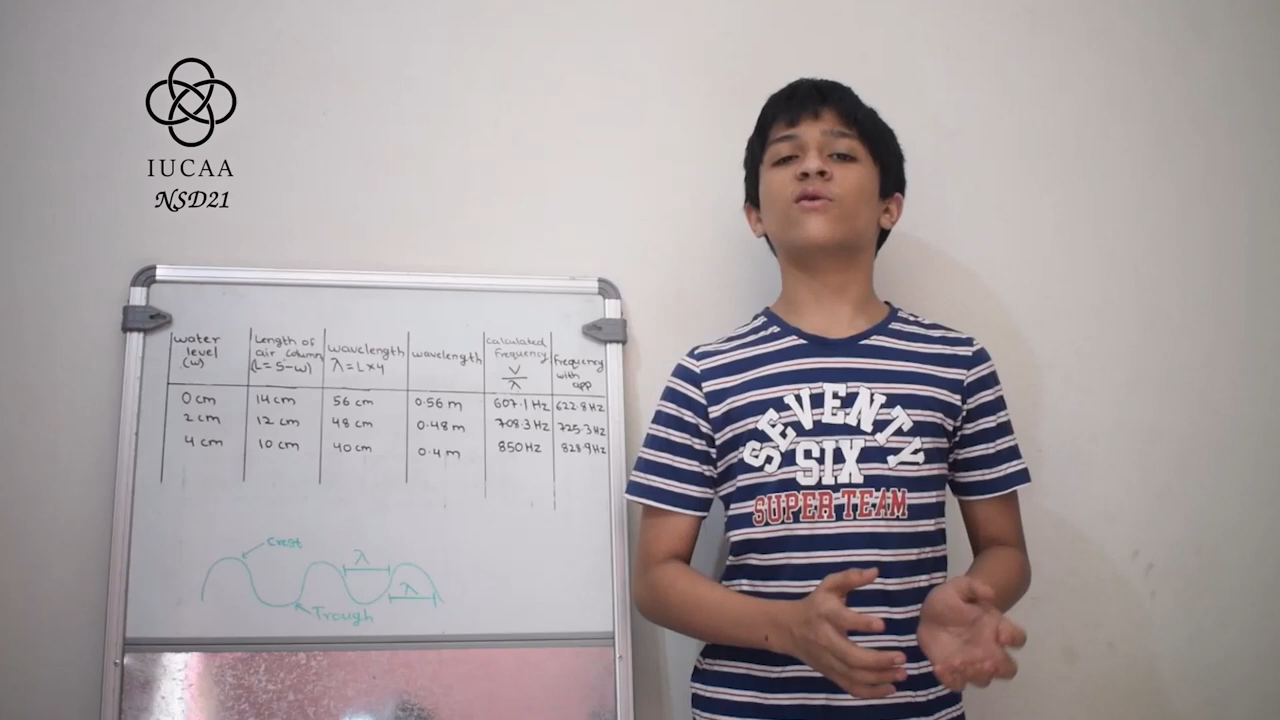 IUCAA
NSD21
water
level
(w)
Length of
air column
(L=S-w)
wavelength
λ=L×4
wavelength
Calculated
frequency
V
λ
frequency
with
app
0 cm 14 cm 56 cm 0.56 m 607.1 Hz 622.8 Hz
2 cm 12 cm 48 cm 0.48 m 708.3 Hz 725.3 Hz
4 cm 10 cm 40 cm 0.4 m 850 Hz 828.9 Hz
Crest
λ
λ
Trough
SEVENTY
SIX
SUPER TEAM